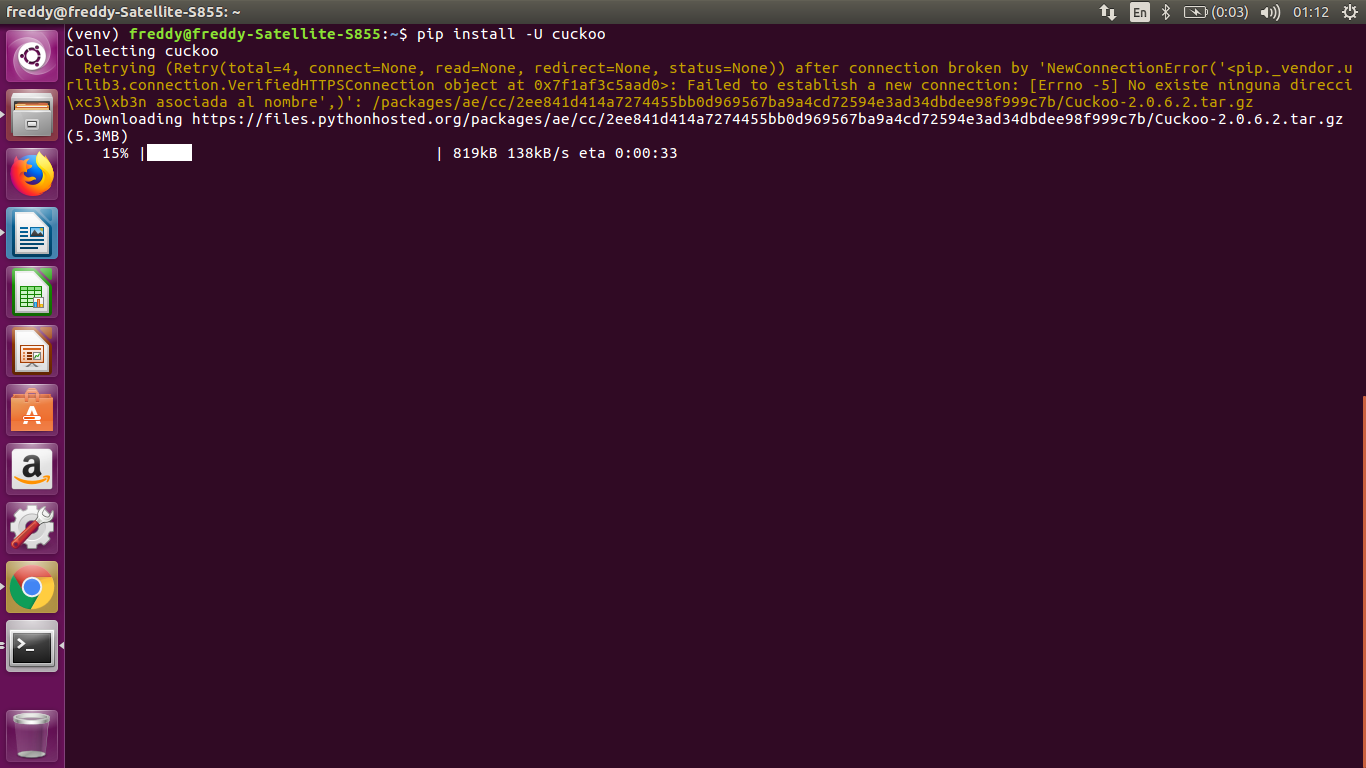 freddy@freddy-Satellite-S855: ~
En
(0:03)
01:12
(venv) freddy@freddy-Satellite-S855:~$ pip install -U cuckoo
Collecting cuckoo
  Retrying (Retry(total=4, connect=None, read=None, redirect=None, status=None)) after connection broken by 'NewConnectionError('<pip._vendor.u
rllib3.connection.VerifiedHTTPSConnection object at 0x7f1af3c5aad0>: Failed to establish a new connection: [Errno -5] No existe ninguna direcci
\xc3\xb3n asociada al nombre',)': /packages/ae/cc/2ee841d414a7274455bb0d969567ba9a4cd72594e3ad34dbdee98f999c7b/Cuckoo-2.0.6.2.tar.gz
  Downloading https://files.pythonhosted.org/packages/ae/cc/2ee841d414a7274455bb0d969567ba9a4cd72594e3ad34dbdee98f999c7b/Cuckoo-2.0.6.2.tar.gz
(5.3MB)
    15% |█████                           | 819kB 138kB/s eta 0:00:33